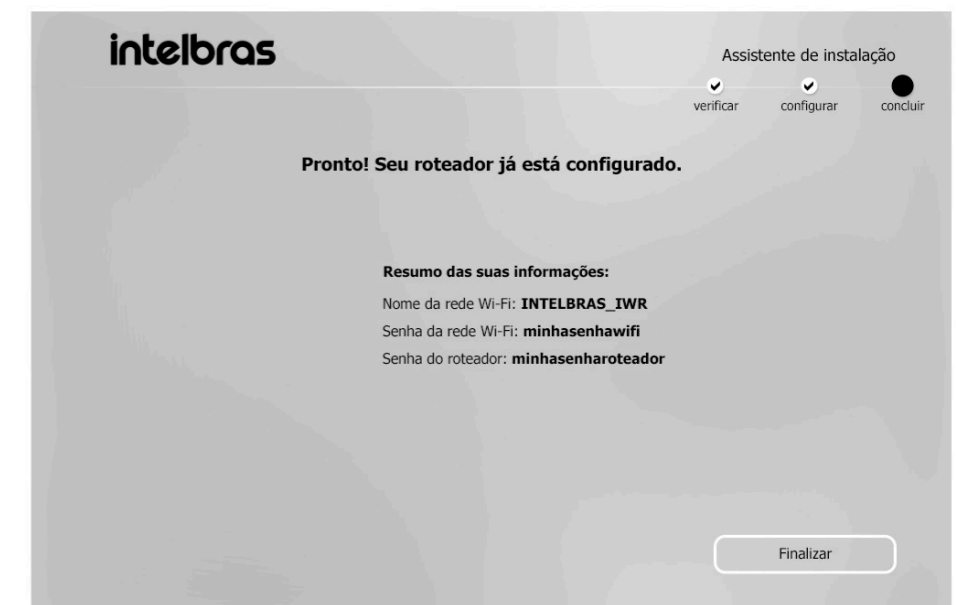 intelbras
Assistente de instalação
verificar configurar concluir
Pronto! Seu roteador já está configurado.
Resumo das suas informações:
Nome da rede Wi-Fi: INTELBRAS_IWR
Senha da rede Wi-Fi: minhasenhawifi
Senha do roteador: minhasenharoteador
Finalizar